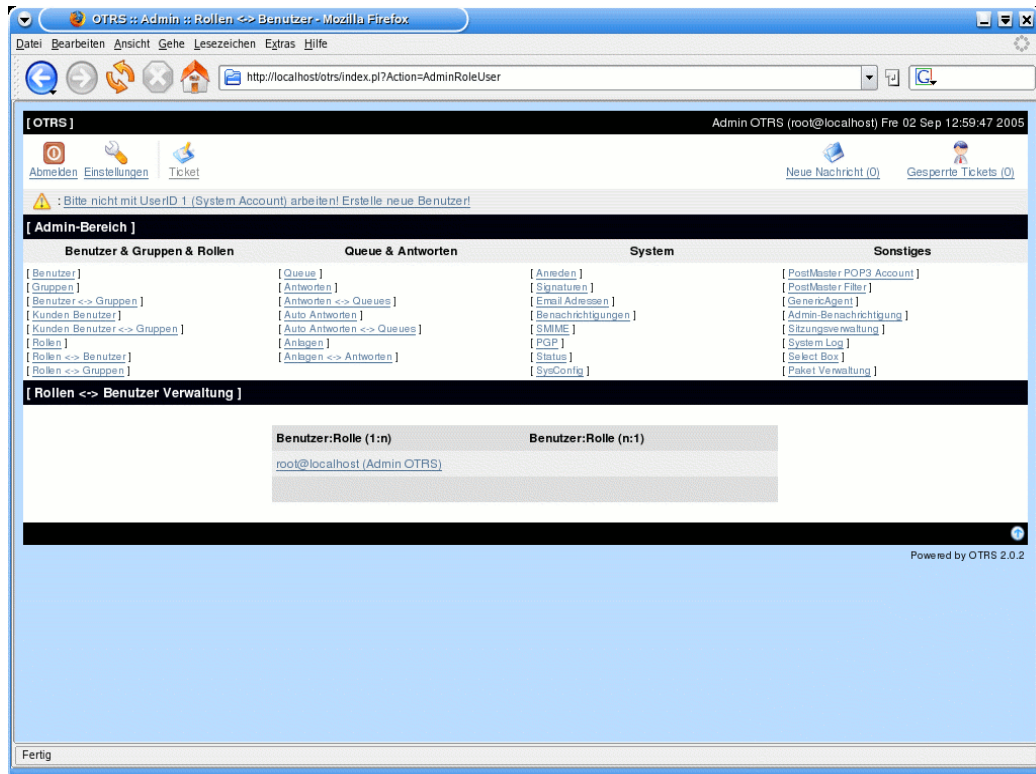 OTRS :: Admin :: Rollen <-> Benutzer - Mozilla Firefox
Datei Bearbeiten Ansicht Gehe Lesezeichen Extras Hilfe
http://localhost/otrs/index.pl?Action=AdminRoleUser
[ OTRS ] Admin OTRS (root@localhost) Fre 02 Sep 12:59:47 2005
Abmelden Einstellungen Ticket Neue Nachricht (0) Gesperrte Tickets (0)
: Bitte nicht mit UserID 1 (System Account) arbeiten! Erstelle neue Benutzer!
[ Admin-Bereich ]
Benutzer & Gruppen & Rollen Queue & Antworten System Sonstiges
[ Benutzer ] [ Queue ] [ Anreden ] [ PostMaster POP3 Account ]
[ Gruppen ] [ Antworten ] [ Signaturen ] [ PostMaster Filter ]
[ Benutzer <-> Gruppen ] [ Antworten <-> Queues ] [ Email Adressen ] [ GenericAgent ]
[ Kunden Benutzer ] [ Auto Antworten ] [ Benachrichtigungen ] [ Admin-Benachrichtigung ]
[ Kunden Benutzer <-> Gruppen ] [ Auto Antworten <-> Queues ] [ SMIME ] [ Sitzungsverwaltung ]
[ Rollen ] [ Anlagen ] [ PGP ] [ System Log ]
[ Rollen <-> Benutzer ] [ Anlagen <-> Antworten ] [ Status ] [ Select Box ]
[ Rollen <-> Gruppen ] [ SysConfig ] [ Paket Verwaltung ]
[ Rollen <-> Benutzer Verwaltung ]
Benutzer:Rolle (1:n) Benutzer:Rolle (n:1)
root@localhost (Admin OTRS)
Powered by OTRS 2.0.2
Fertig